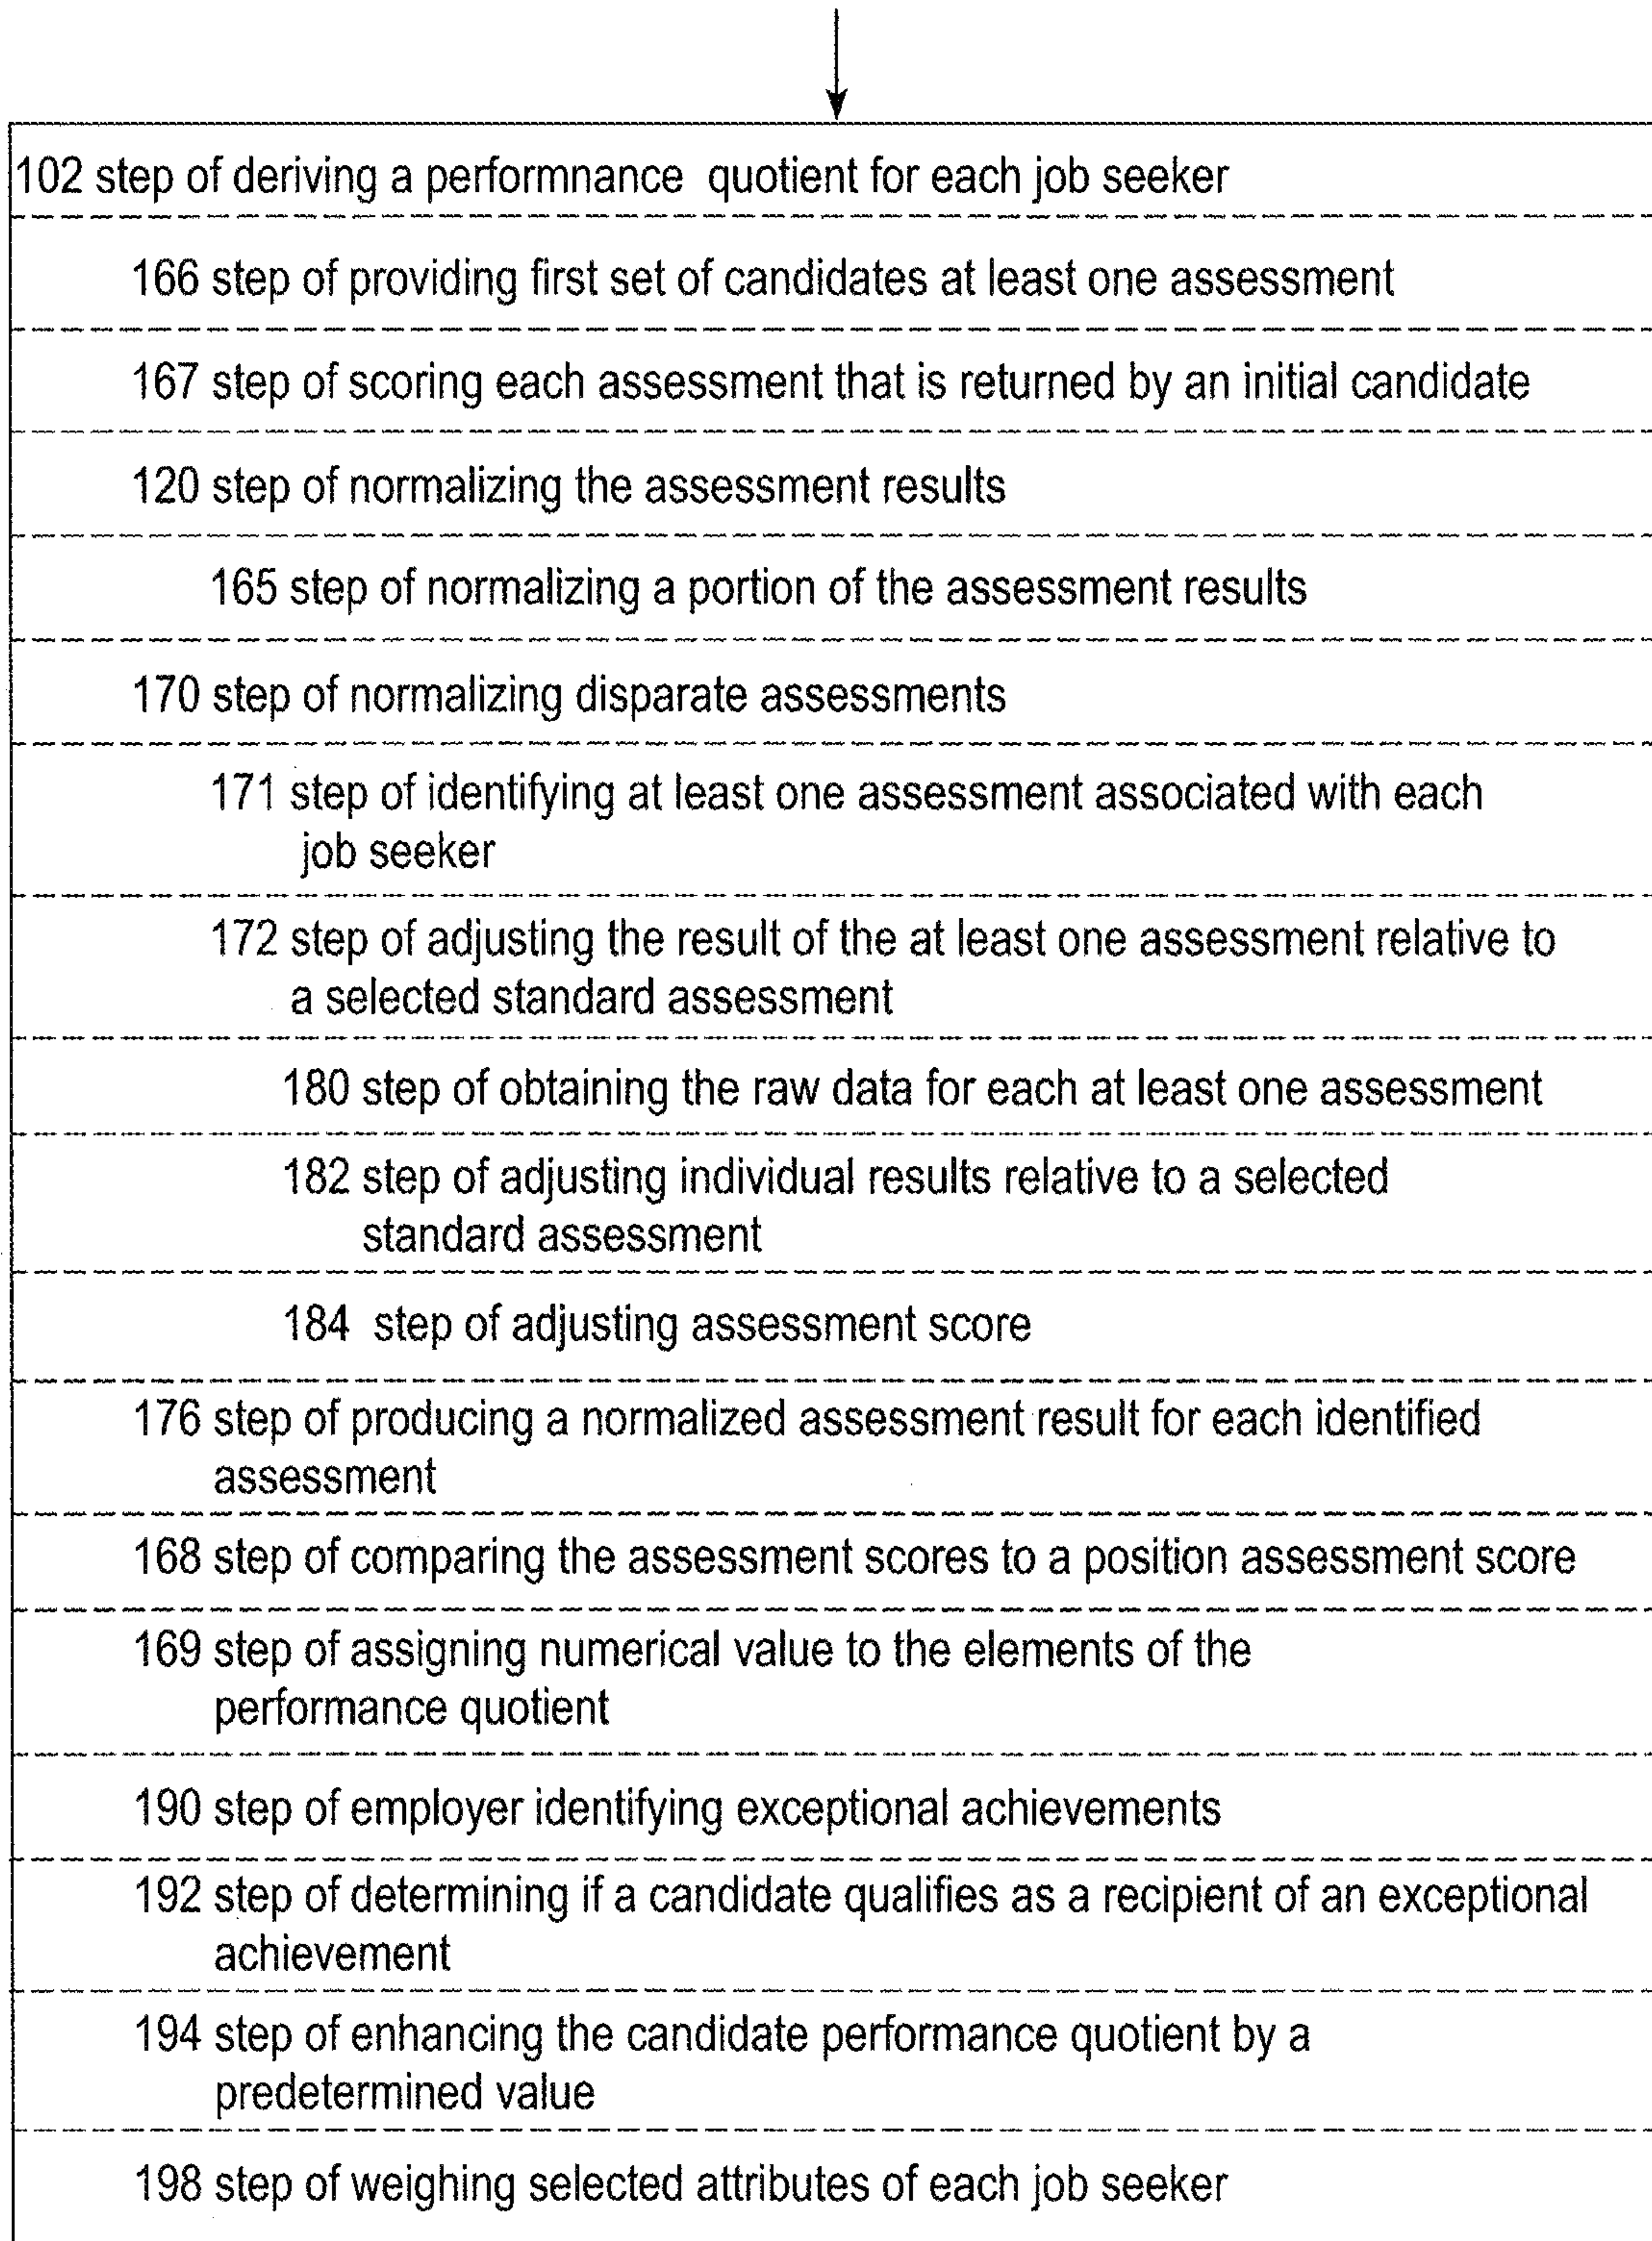 102 step of deriving a performnance quotient for each job seeker
166 step of providing first set of candidates at least one assessment
167 step of scoring each assessment that is returned by an initial candidate
120 step of normalizing the assessment results
165 step of normalizing a portion of the assessment results
170 step of normalizing disparate assessments
171 step of identifying at least one assessment associated with each
job seeker
172 step of adjusting the result of the at least one assessment relative to
a selected standard assessment
180 step of obtaining the raw data for each at least one assessment
182 step of adjusting individual results relative to a selected
standard assessment
184 step of adjusting assessment score
176 step of producing a normalized assessment result for each identified
assessment
168 step of comparing the assessment scores to a position assessment score
169 step of assigning numerical value to the elements of the
performance quotient
190 step of employer identifying exceptional achievements
192 step of determining if a candidate qualifies as a recipient of an exceptional
achievement
194 step of enhancing the candidate performance quotient by a
predetermined value
198 step of weighing selected attributes of each job seeker